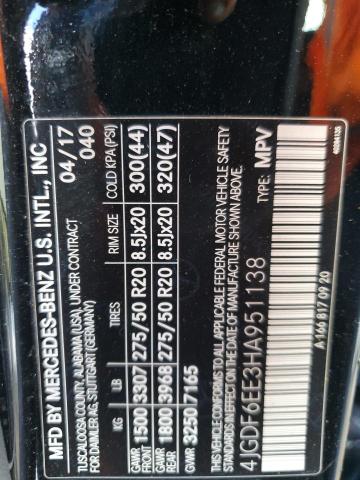 MFD BY MERCEDES-BENZ U.S. INTL., INC
TUSCALOOSA COUNTY, ALABAMA (USA), UNDER CONTRACT 04/17
FOR DAIMLER AG, STUTTGART (GERMANY) 040
KG LB TIRES RIM SIZE COLD KPA(PSI)
GAWR FRONT 1500 3307 275/50 R20 8.5Jx20 300(44)
GAWR REAR 1800 3968 275/50 R20 8.5Jx20 320(47)
GVWR 3250 7165
THIS VEHICLE CONFORMS TO ALL APPLICABLE FEDERAL MOTOR VEHICLE SAFETY
STANDARDS IN EFFECT ON THE DATE OF MANUFACTURE SHOWN ABOVE.
4JGDF6EE3HA951138 TYPE: MPV
A 166 817 09 20